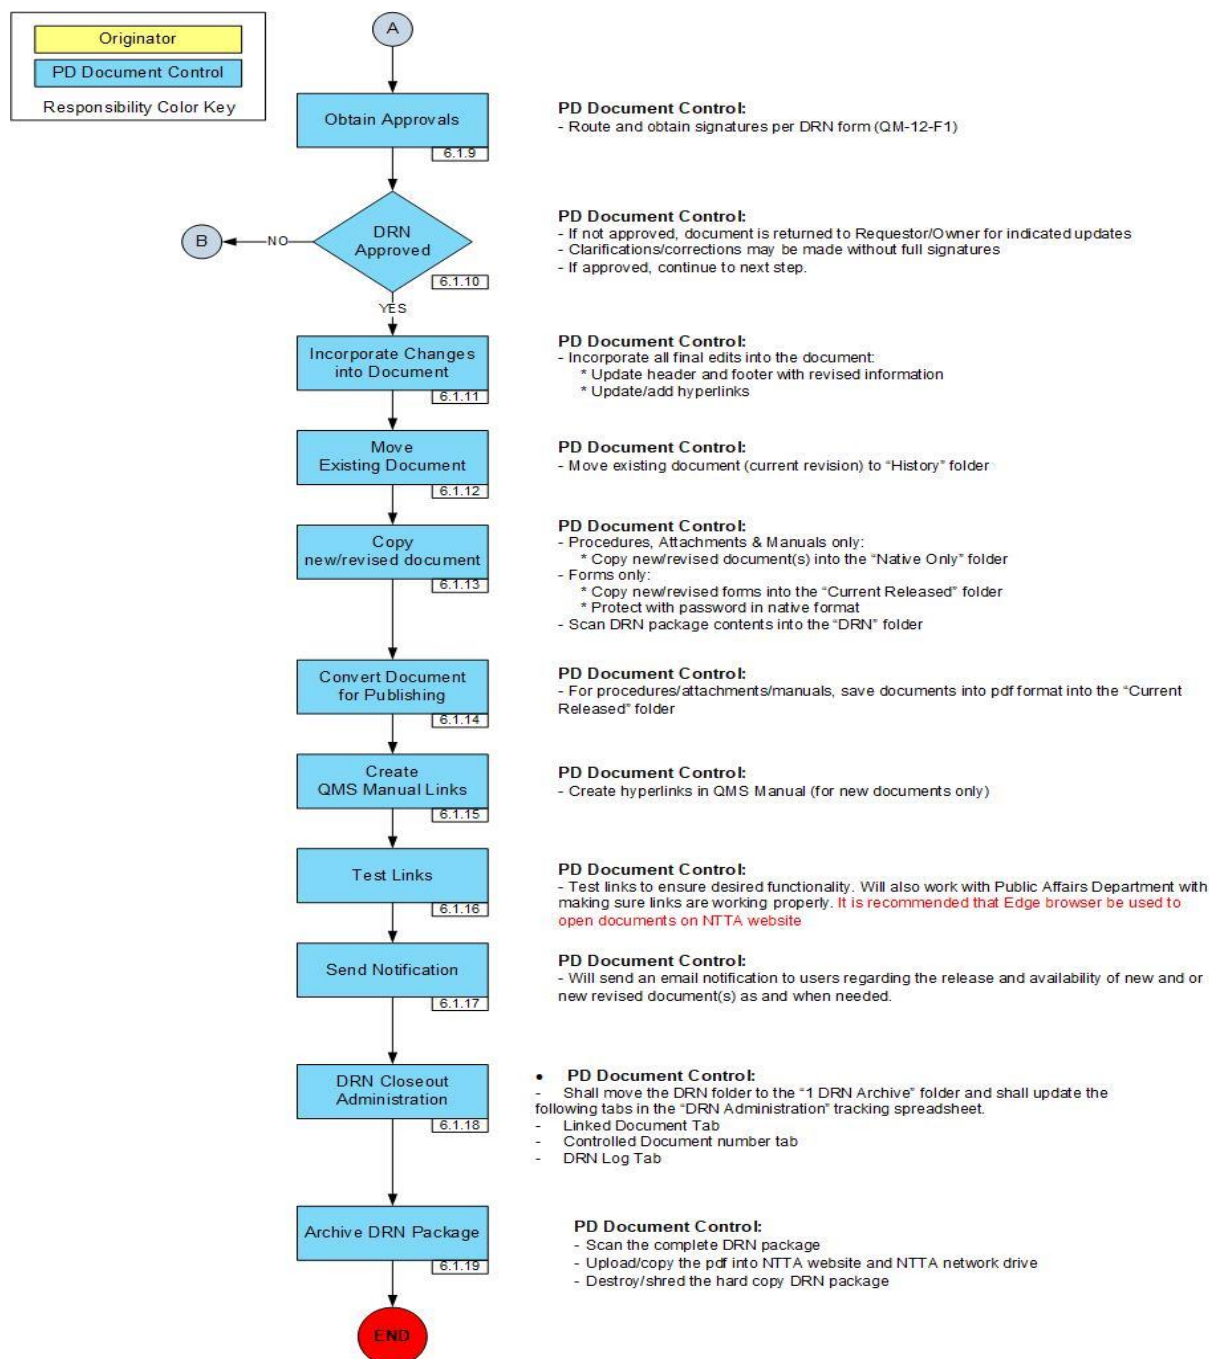 Originator
PD Document Control
Responsibility Color Key
A
Obtain Approvals
6.1.9
PD Document Control:
- Route and obtain signatures per DRN form (QM-12-F1)
DRN
Approved
6.1.10
NO
B
YES
PD Document Control:
- If not approved, document is returned to Requestor/Owner for indicated updates
- Clarifications/corrections may be made without full signatures
- If approved, continue to next step.
Incorporate Changes
into Document
6.1.11
PD Document Control:
- Incorporate all final edits into the document:
* Update header and footer with revised information
* Update/add hyperlinks
Move
Existing Document
6.1.12
PD Document Control:
- Move existing document (current revision) to “History” folder
Copy
new/revised document
6.1.13
PD Document Control:
- Procedures, Attachments & Manuals only:
* Copy new/revised document(s) into the “Native Only” folder
- Forms only:
* Copy new/revised forms into the “Current Released” folder
* Protect with password in native format
- Scan DRN package contents into the “DRN” folder
Convert Document
for Publishing
6.1.14
PD Document Control:
- For procedures/attachments/manuals, save documents into pdf format into the “Current
Released” folder
Create
QMS Manual Links
6.1.15
PD Document Control:
- Create hyperlinks in QMS Manual (for new documents only)
Test Links
6.1.16
PD Document Control:
- Test links to ensure desired functionality. Will also work with Public Affairs Department with
making sure links are working properly. It is recommended that Edge browser be used to
open documents on NTTA website
Send Notification
6.1.17
PD Document Control:
- Will send an email notification to users regarding the release and availability of new and or
new revised document(s) as and when needed.
DRN Closeout
Administration
6.1.18
• PD Document Control:
- Shall move the DRN folder to the “1 DRN Archive” folder and shall update the
following tabs in the “DRN Administration” tracking spreadsheet.
- Linked Document Tab
- Controlled Document number tab
- DRN Log Tab
Archive DRN Package
6.1.19
PD Document Control:
- Scan the complete DRN package
- Upload/copy the pdf into NTTA website and NTTA network drive
- Destroy/shred the hard copy DRN package
END